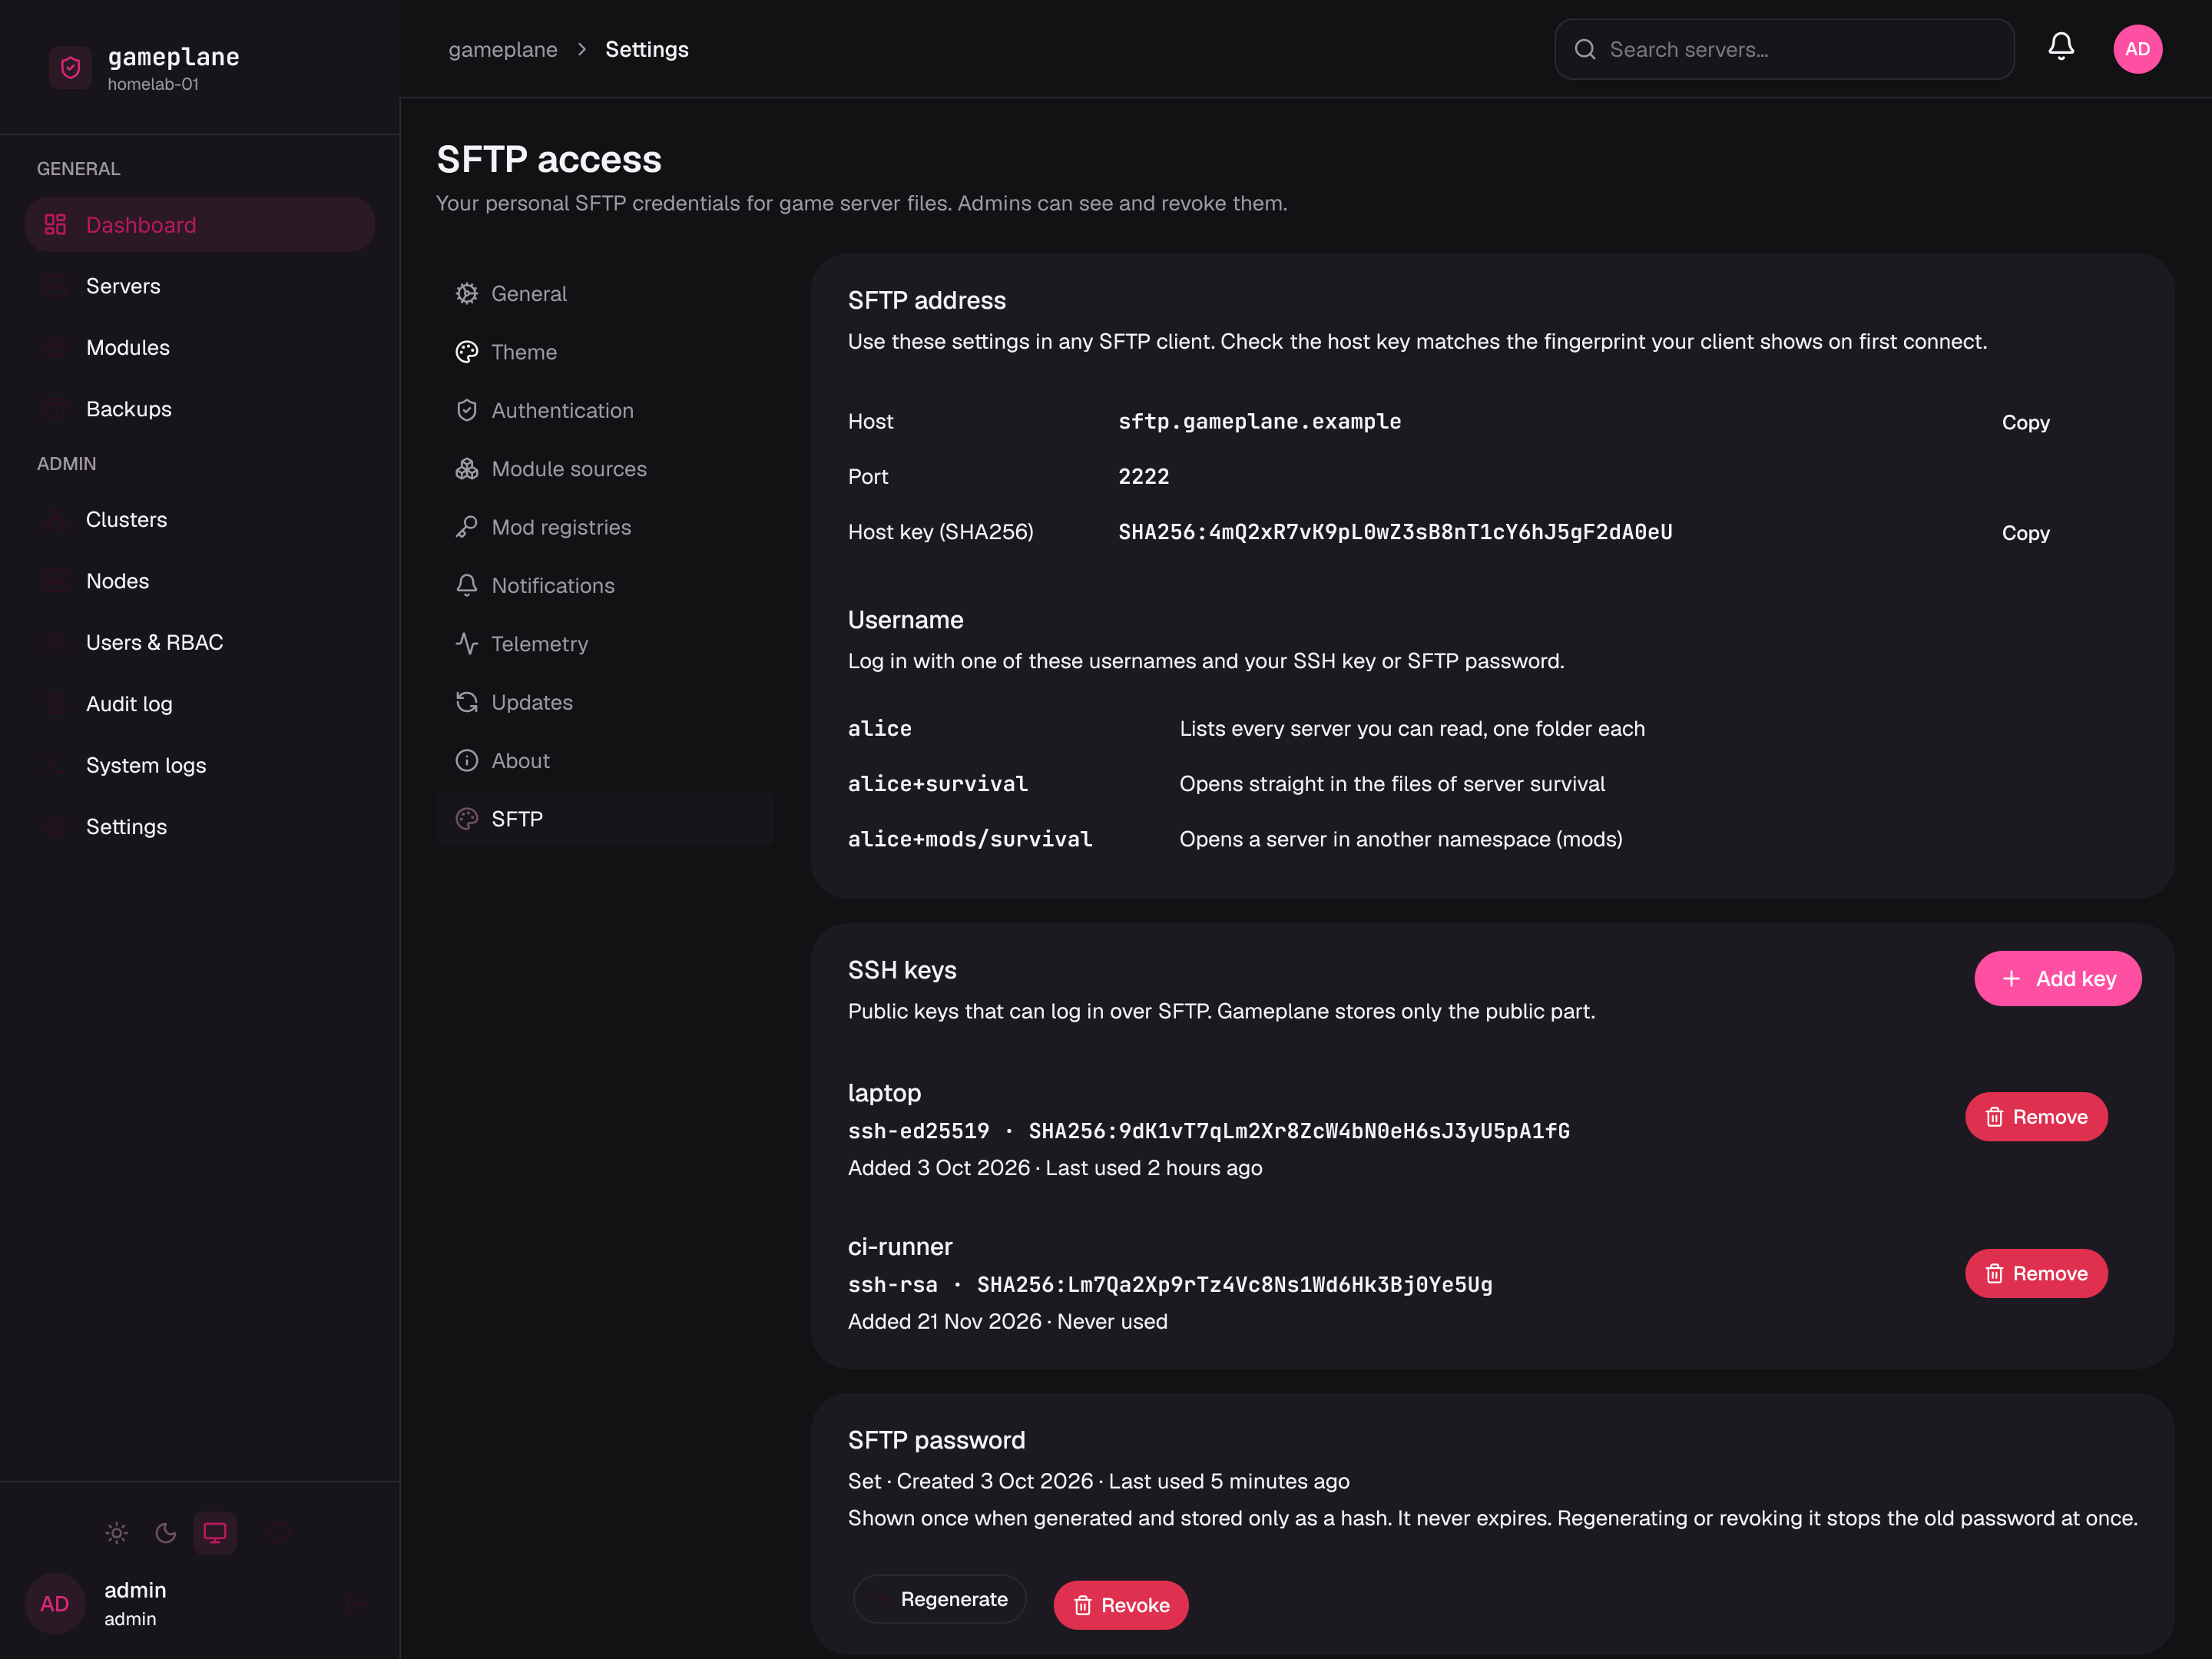 gameplane
homelab-01
GENERAL
Dashboard
Servers
Modules
Backups
ADMIN
Clusters
Nodes
Users & RBAC
Audit log
System logs
Settings
AD
admin
admin
gameplane > Settings
Search servers...
AD
SFTP access
Your personal SFTP credentials for game server files. Admins can see and revoke them.
General
Theme
Authentication
Module sources
Mod registries
Notifications
Telemetry
Updates
About
SFTP
SFTP address
Use these settings in any SFTP client. Check the host key matches the fingerprint your client shows on first connect.
Host sftp.gameplane.example Copy
Port 2222
Host key (SHA256) SHA256:4mQ2xR7vK9pL0wZ3sB8nT1cY6hJ5gF2dA0eU Copy
Username
Log in with one of these usernames and your SSH key or SFTP password.
alice Lists every server you can read, one folder each
alice+survival Opens straight in the files of server survival
alice+mods/survival Opens a server in another namespace (mods)
SSH keys
Add key
Public keys that can log in over SFTP. Gameplane stores only the public part.
laptop
ssh-ed25519 · SHA256:9dK1vT7qLm2Xr8ZcW4bN0eH6sJ3yU5pA1fG
Added 3 Oct 2026 · Last used 2 hours ago
Remove
ci-runner
ssh-rsa · SHA256:Lm7Qa2Xp9rTz4Vc8Ns1Wd6Hk3Bj0Ye5Ug
Added 21 Nov 2026 · Never used
Remove
SFTP password
Set · Created 3 Oct 2026 · Last used 5 minutes ago
Shown once when generated and stored only as a hash. It never expires. Regenerating or revoking it stops the old password at once.
Regenerate Revoke